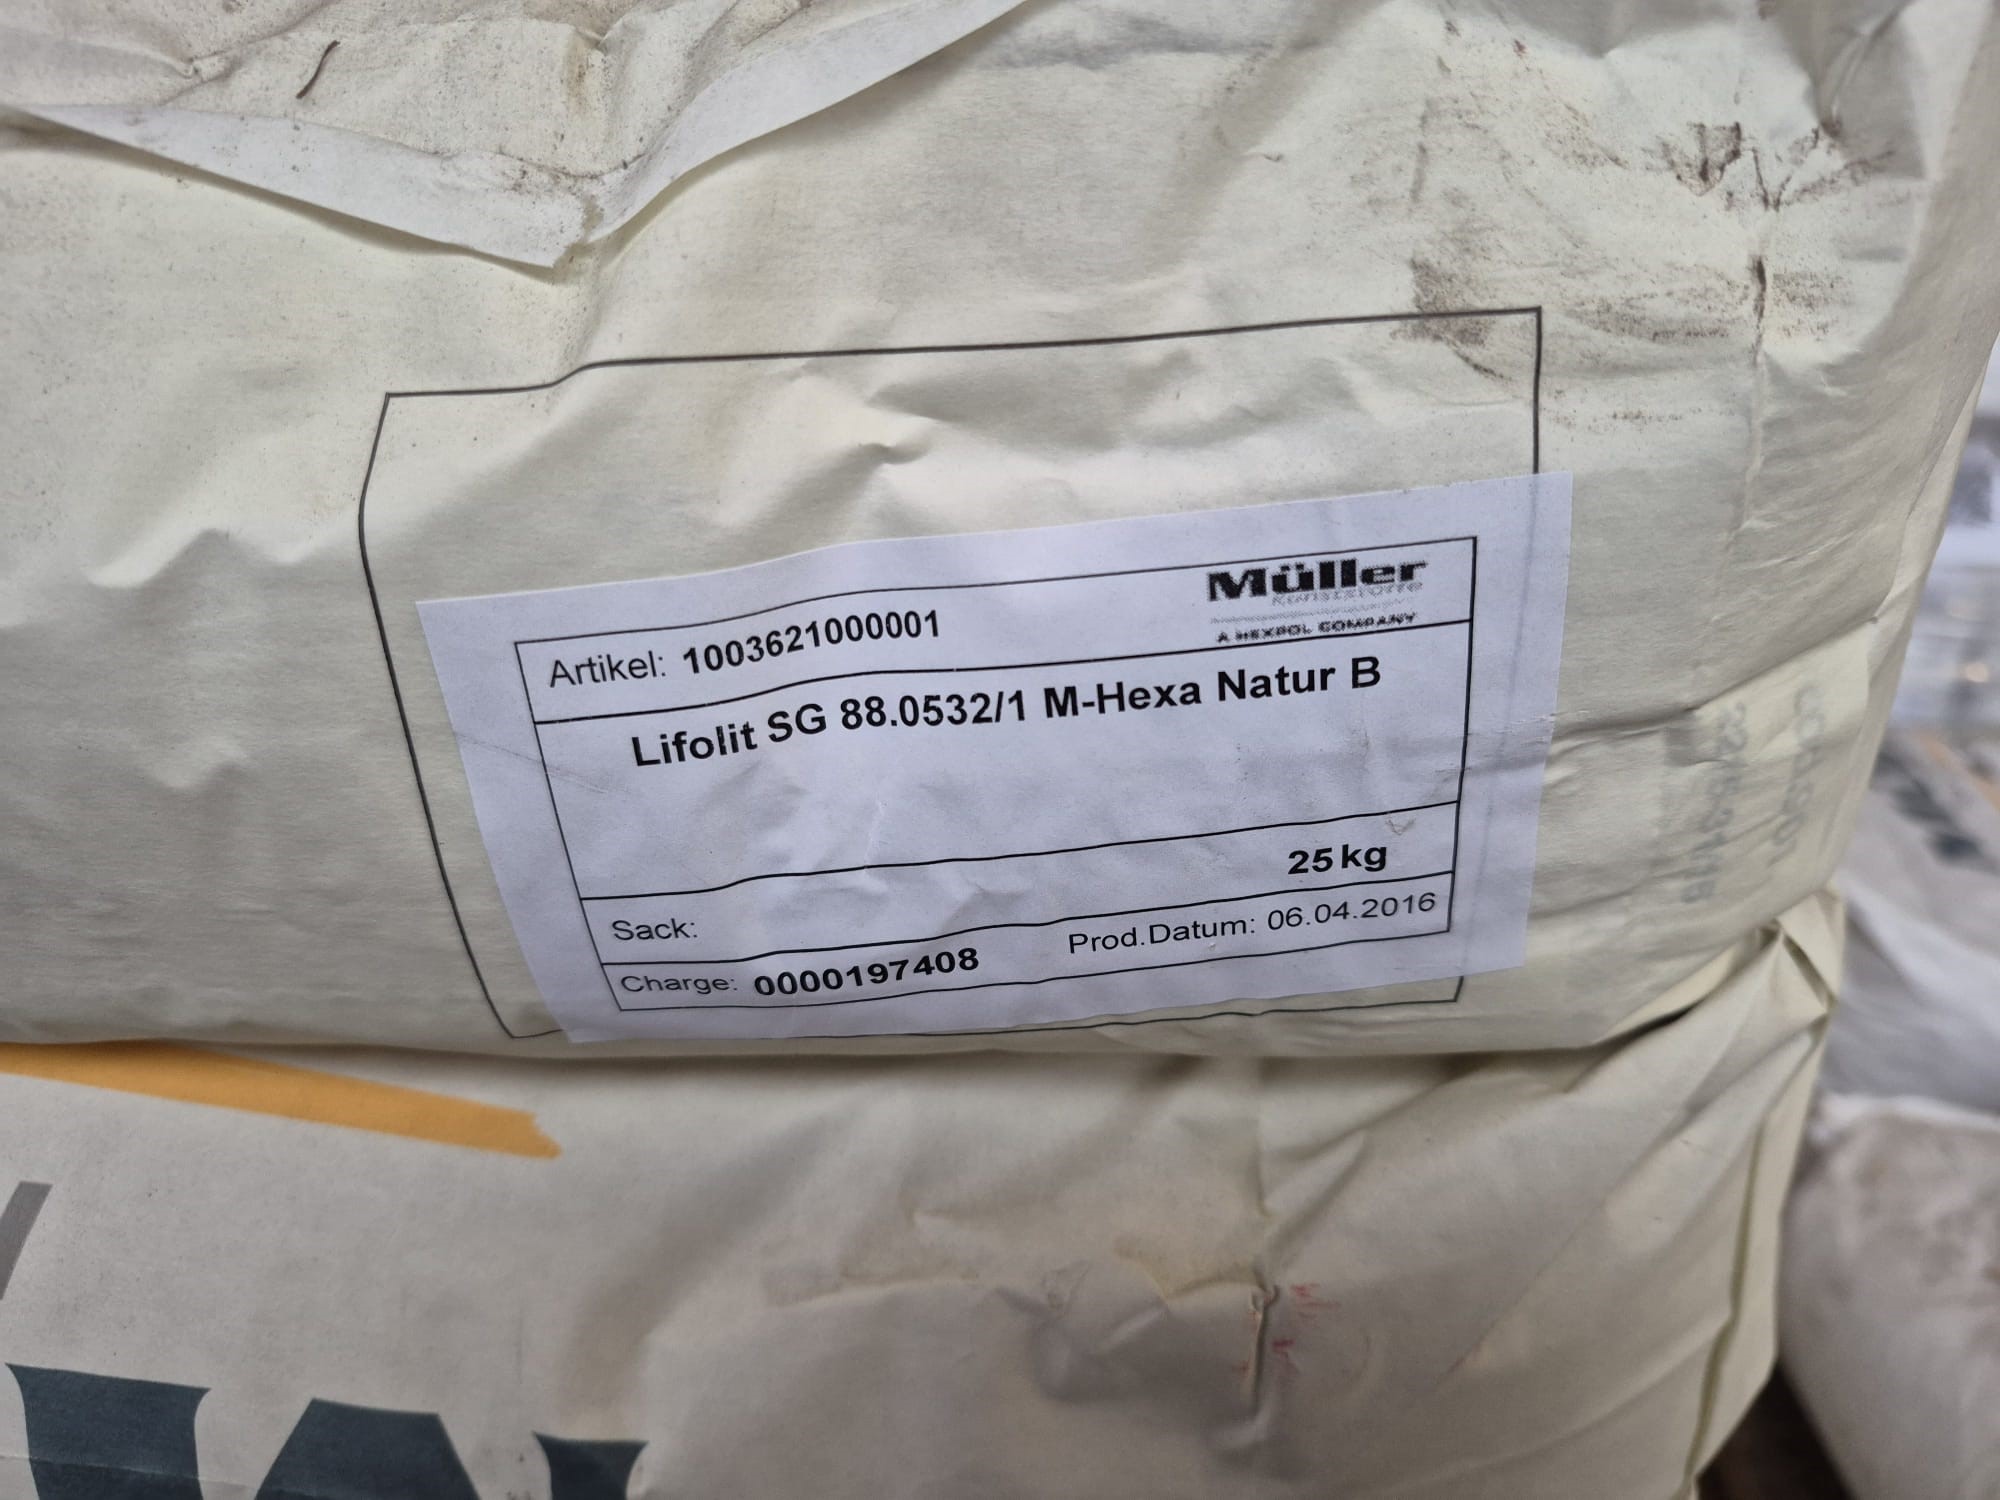 Müller
KUNSTSTOFFE
A HEXPOL COMPANY
Artikel: 1003621000001
Lifolit SG 88.0532/1 M-Hexa Natur B
25 kg
Sack:
Charge: 0000197408 Prod.Datum: 06.04.2016